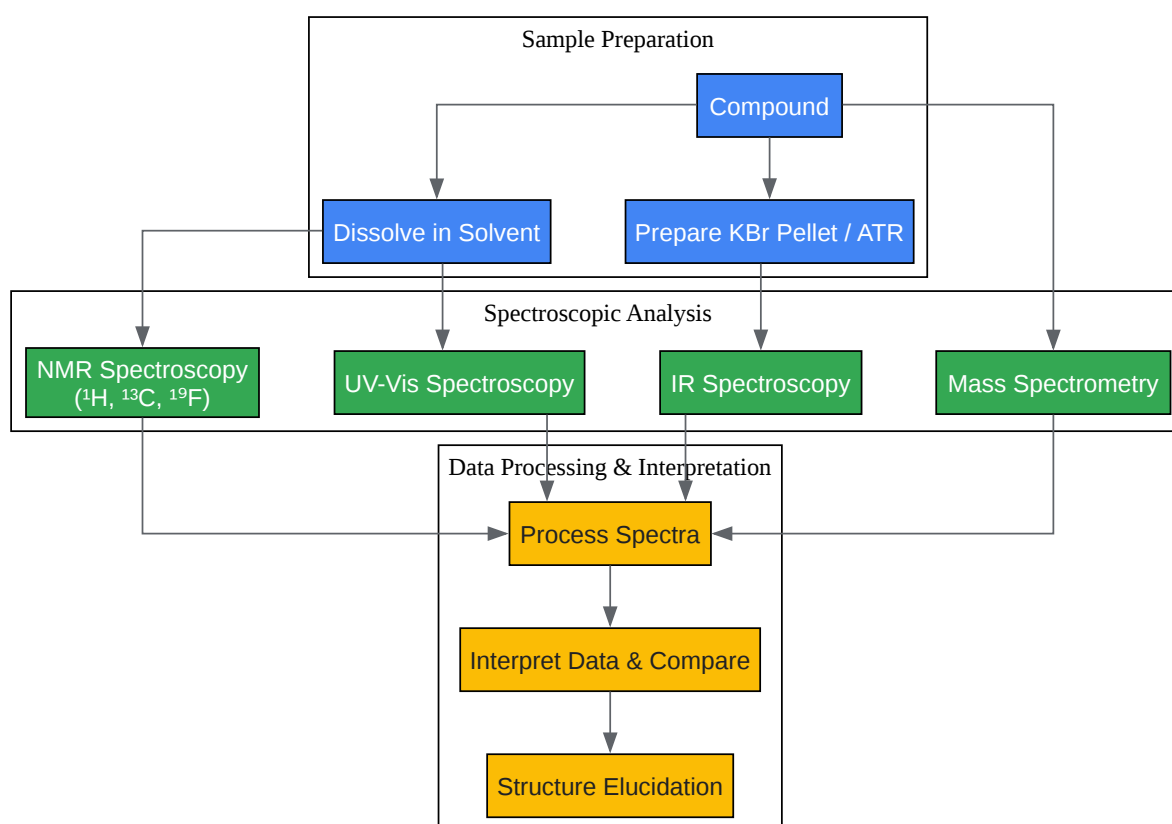 Sample Preparation
Compound
Dissolve in Solvent
Prepare KBr Pellet / ATR
Spectroscopic Analysis
NMR Spectroscopy
(¹H, ¹³C, ¹⁹F)
UV-Vis Spectroscopy
IR Spectroscopy
Mass Spectrometry
Data Processing & Interpretation
Process Spectra
Interpret Data & Compare
Structure Elucidation